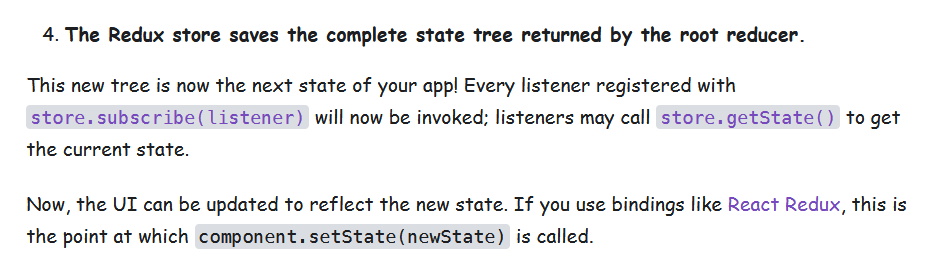 4. The Redux store saves the complete state tree returned by the root reducer.
This new tree is now the next state of your app! Every listener registered with
store.subscribe(listener) will now be invoked; listeners may call store.getState() to get
the current state.
Now, the UI can be updated to reflect the new state. If you use bindings like React Redux, this is
the point at which component.setState(newState) is called.